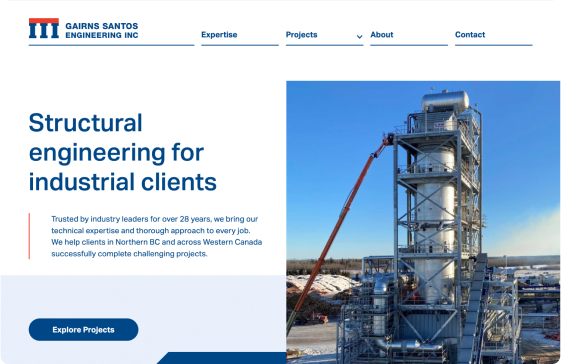 GAIRNS SANTOS
ENGINEERING INC
Expertise
Projects
About
Contact
Structural
engineering for
industrial clients
Trusted by industry leaders for over 28 years, we bring our
technical expertise and thorough approach to every job.
We help clients in Northern BC and across Western Canada
successfully complete challenging projects.
Explore Projects